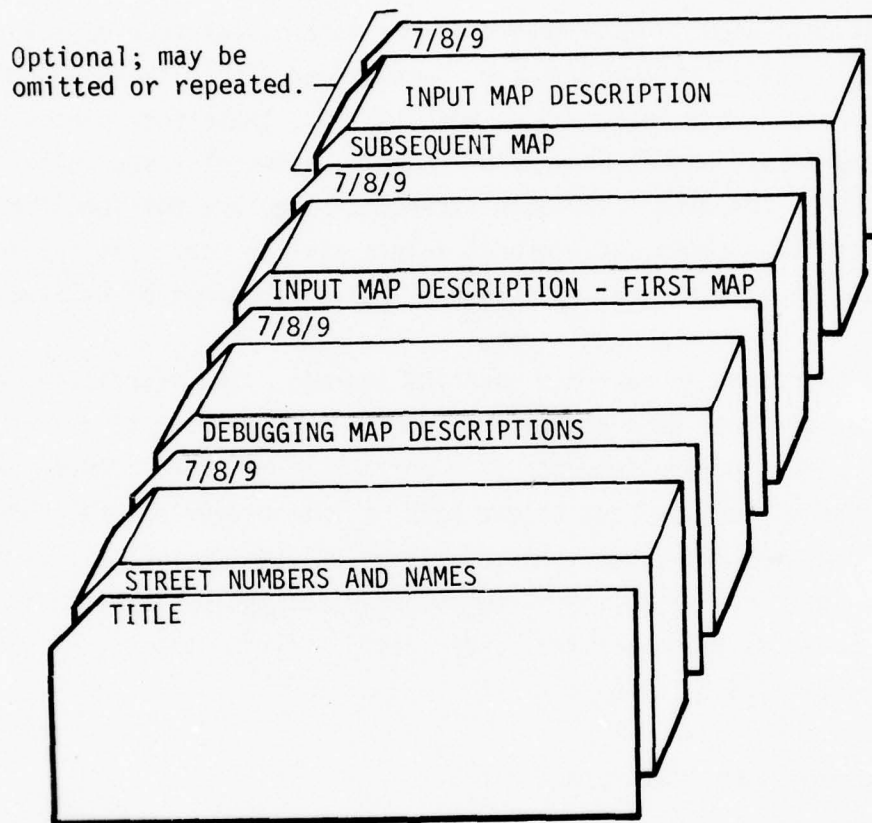 7/8/9
Optional; may be
omitted or repeated.
INPUT MAP DESCRIPTION
SUBSEQUENT MAP
7/8/9
INPUT MAP DESCRIPTION - FIRST MAP
7/8/9
DEBUGGING MAP DESCRIPTIONS
7/8/9
STREET NUMBERS AND NAMES
TITLE